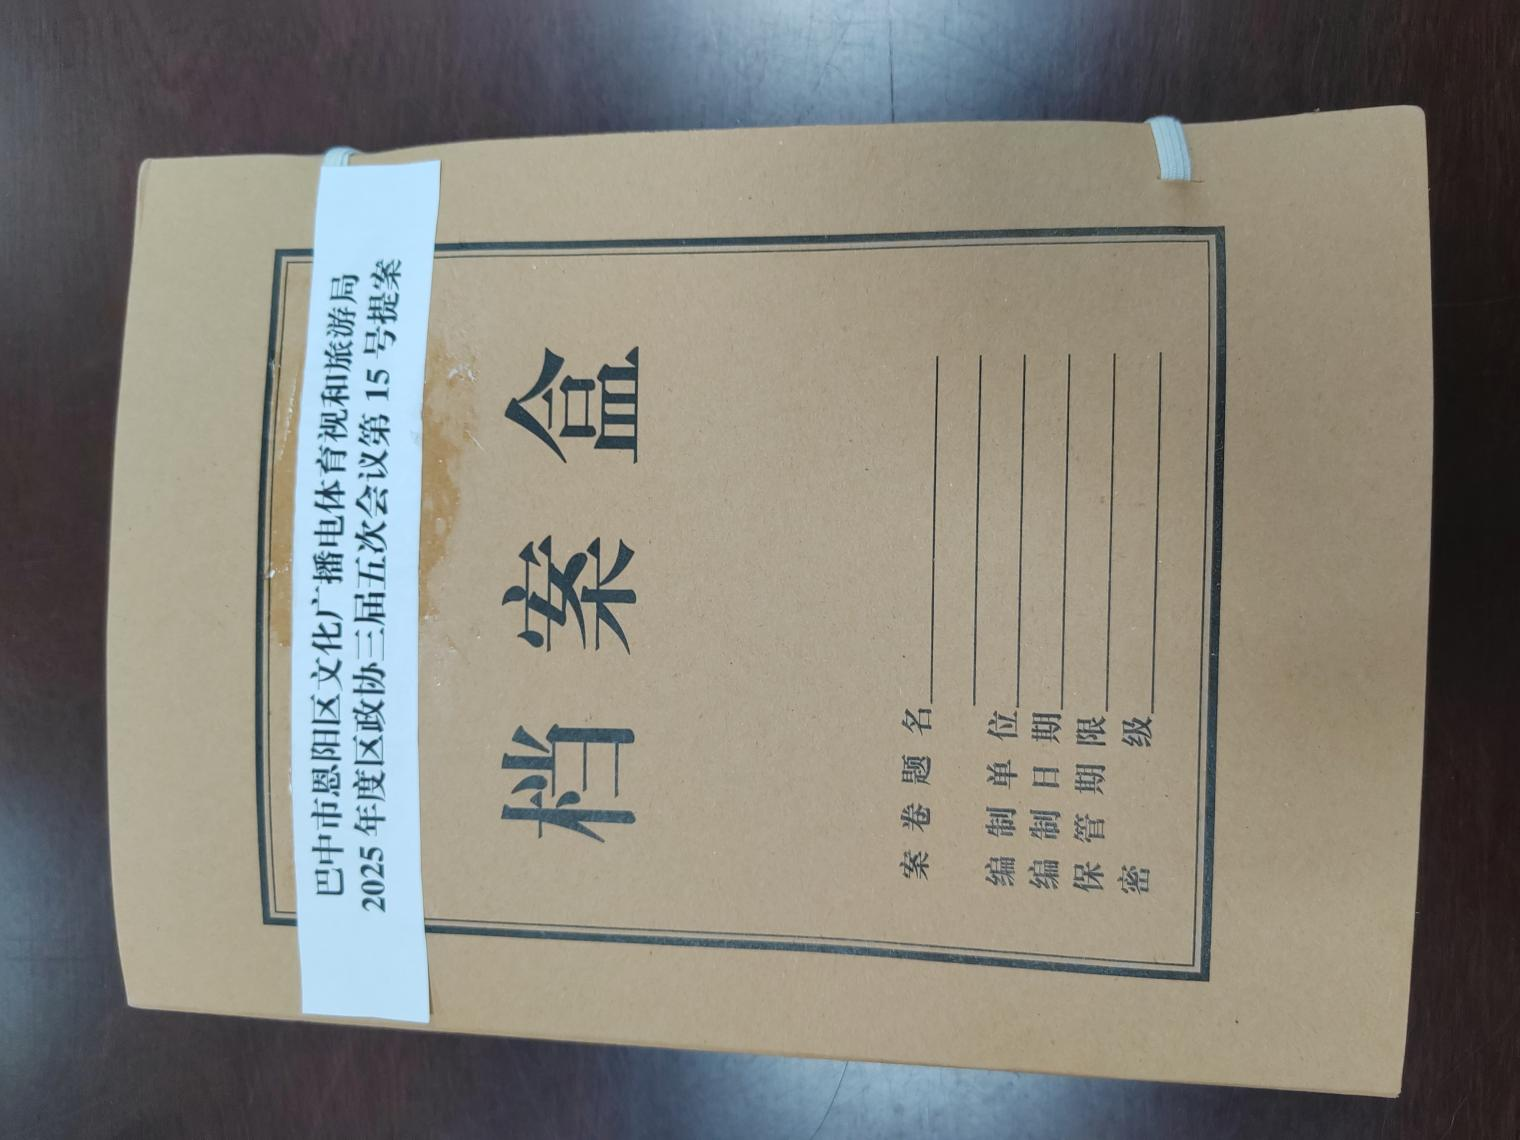 巴中市恩阳区文化广播电体育视和旅游局
2025 年度区政协三届五次会议第 15 号提案
档案盒
案卷题名
编制单位
编制日期
保管期限
密级